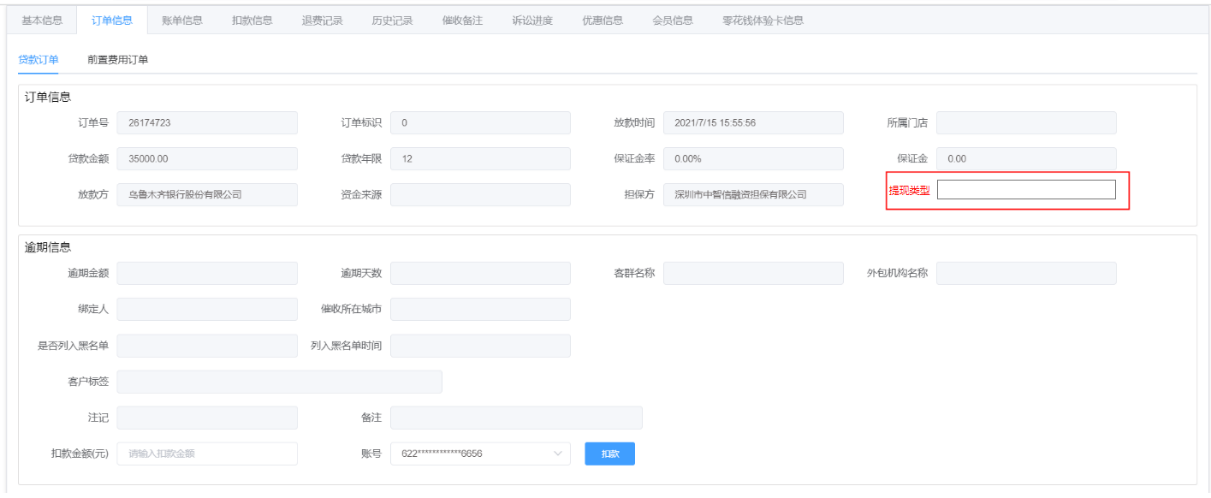 基本信息 订单信息 账单信息 扣款信息 退费记录 历史记录 催收备注 诉讼进度 优惠信息 会员信息 零花钱体验卡信息
贷款订单 前置费用订单
订单信息
订单号 26174723 订单标识 0 放款时间 2021/7/15 15:55:56 所属门店
贷款金额 35000.00 贷款年限 12 保证金率 0.00% 保证金 0.00
放款方 乌鲁木齐银行股份有限公司 资金来源 担保方 深圳市中智信融资担保有限公司 提现类型
逾期信息
逾期金额 逾期天数 客群名称 外包机构名称
绑定人 催收所在城市
是否列入黑名单 列入黑名单时间
客户标签
注记 备注
扣款金额(元) 请输入扣款金额 账号 622************6656 扣款